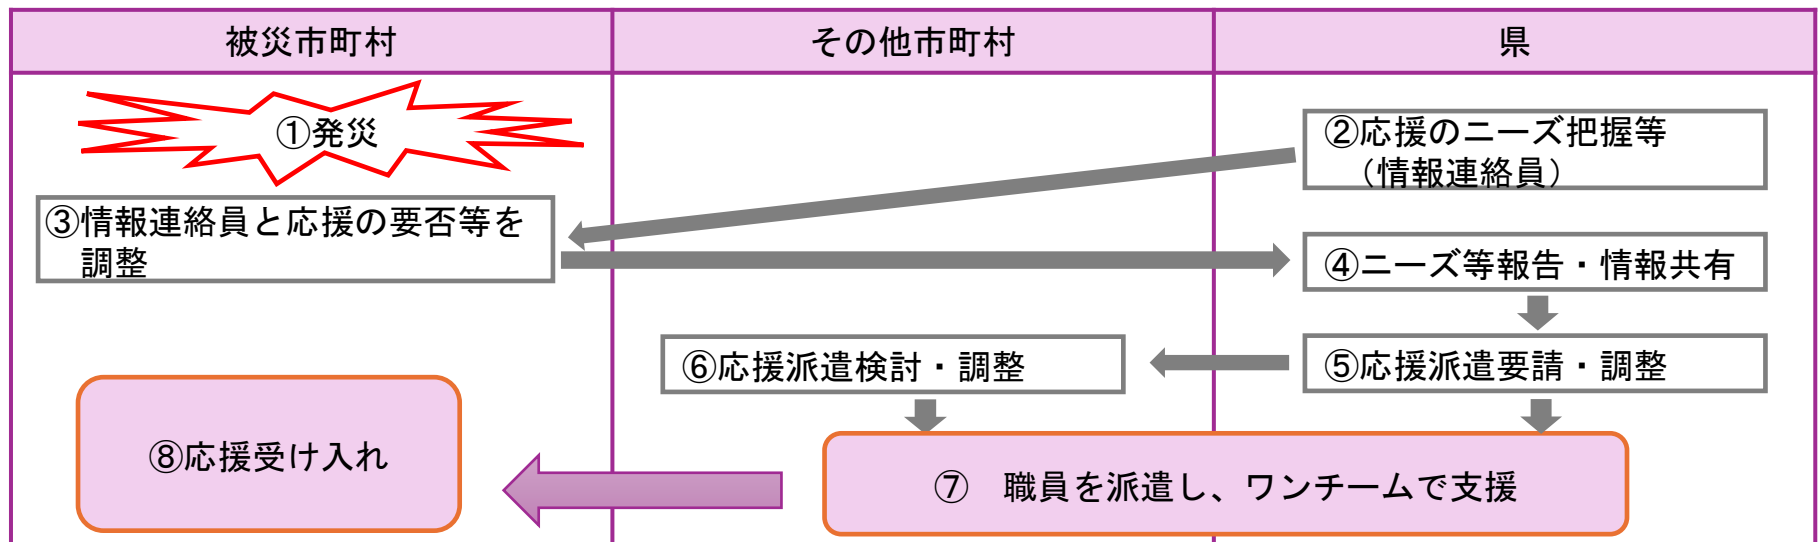 被災市町村
その他市町村
県
①発災
②応援のニーズ把握等
（情報連絡員）
③情報連絡員と応援の要否等を
調整
④ニーズ等報告・情報共有
⑤応援派遣要請・調整
⑥応援派遣検討・調整
⑦　職員を派遣し、ワンチームで支援
⑧応援受け入れ